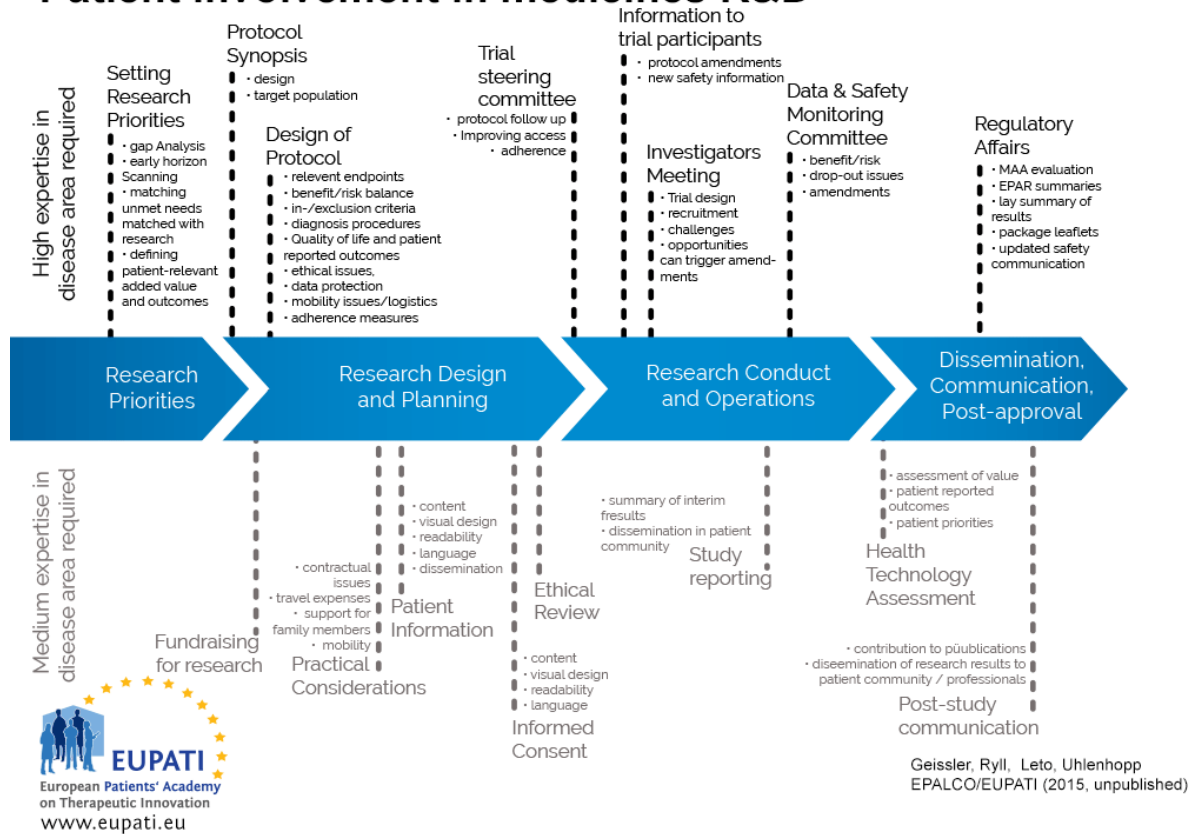 Patient involvement in medicines R&D
High expertise in
disease area required
Setting
Research
Priorities
• gap Analysis
• early horizon
Scanning
• matching
unmet needs
matched with
research
• defining
patient-relevant
added value
and outcomes
Protocol
Synopsis
• design
• target population
Design of
Protocol
• relevent endpoints
• benefit/risk balance
• in-/exclusion criteria
• diagnosis procedures
• Quality of life and patient
reported outcomes
• ethical issues,
• data protection
• mobility issues/logistics
• adherence measures
Trial
steering
committee
• protocol follow up
• Improving access
• adherence
Information to
trial participants
• protocol amendments
• new safety information
Investigators
Meeting
• Trial design
• recruitment
• challenges
• opportunities
can trigger amend-
ments
Data & Safety
Monitoring
Committee
• benefit/risk
• drop-out issues
• amendments
Regulatory
Affairs
• MAA evaluation
• EPAR summaries
• lay summary of
results
• package leaflets
• updated safety
communication
Research
Priorities
Research Design
and Planning
Research Conduct
and Operations
Dissemination,
Communication,
Post-approval
Medium expertise in
disease area required
Fundraising
for research
• contractual
issues
• travel expenses
• support for
family members
• mobility
Practical
Considerations
• content
• visual design
• readability
• language
• dissemination
Patient
Information
Ethical
Review
• content
• visual design
• readability
• language
Informed
Consent
• summary of interim
fresults
• dissemination in patient
community
Study
reporting
• assessment of value
• patient reported
outcomes
• patient priorities
Health
Technology
Assessment
• contribution to püublications
• disemination of research results to
patient community / professionals
Post-study
communication
EUPATI
European Patients' Academy
on Therapeutic Innovation
www.eupati.eu
Geissler, Ryll, Leto, Uhlenhopp
EPALCO/EUPATI (2015, unpublished)